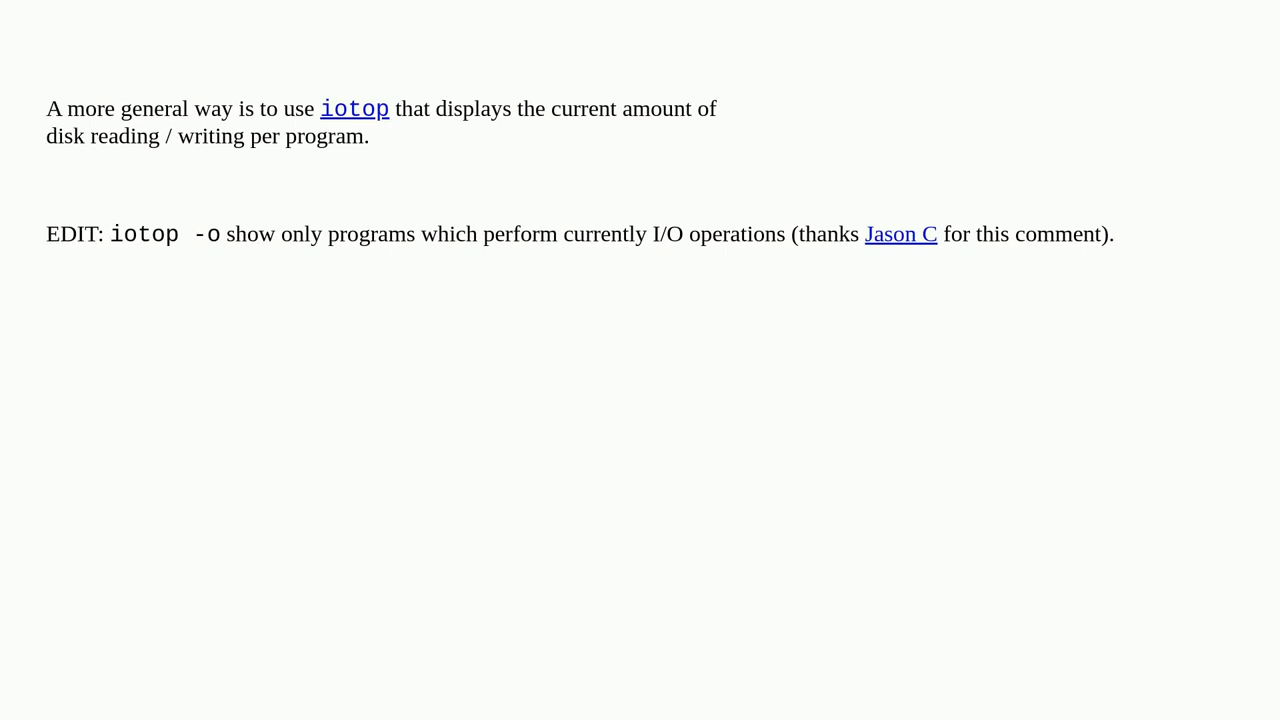 A more general way is to use iotop that displays the current amount of
disk reading / writing per program.
EDIT: iotop -o show only programs which perform currently I/O operations (thanks Jason C for this comment).